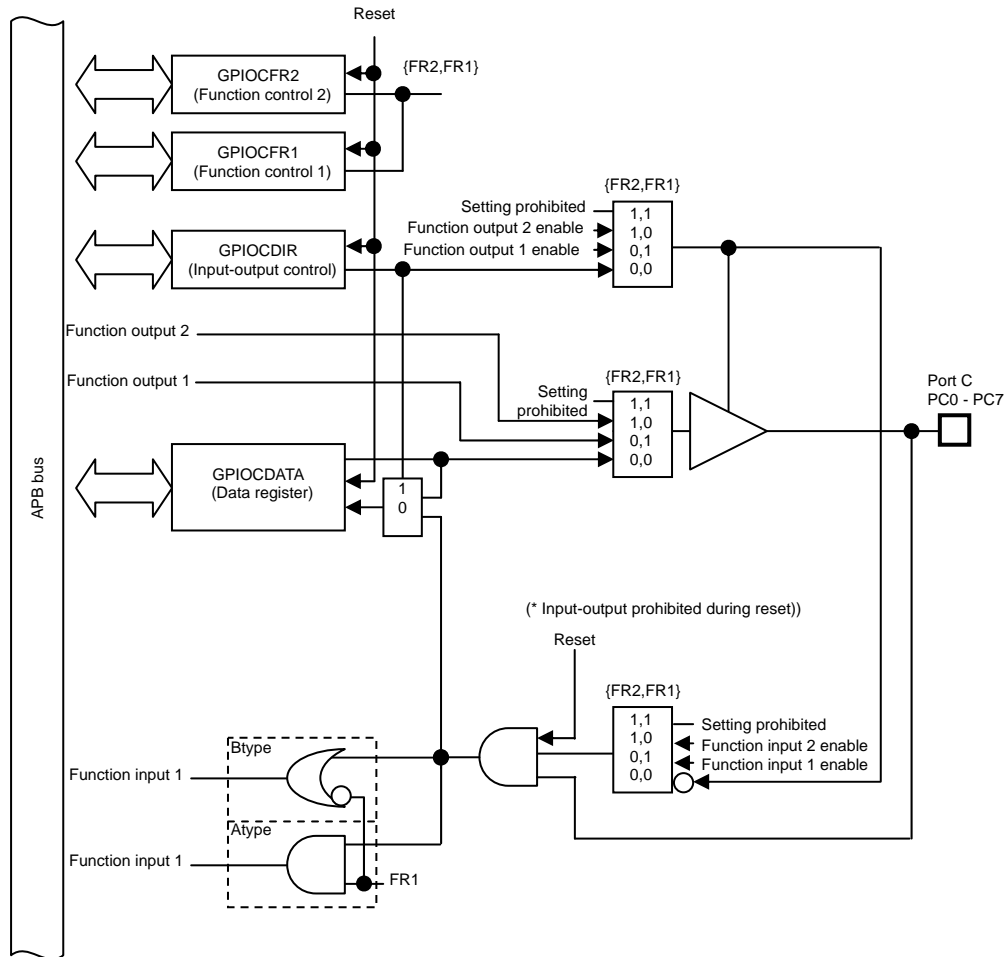 Reset
GPIOCFR2
(Function control 2)
{FR2,FR1}
GPIOCFR1
(Function control 1)
{FR2,FR1}
Setting prohibited
Function output 2 enable
Function output 1 enable
1,1
1,0
0,1
0,0
GPIOCDIR
(Input-output control)
Function output 2
Function output 1
{FR2,FR1}
Setting
prohibited
1,1
1,0
0,1
0,0
Port C
PC0 - PC7
APB bus
GPIOCDATA
(Data register)
1
0
(* Input-output prohibited during reset))
Reset
{FR2,FR1}
1,1
1,0
0,1
0,0
Setting prohibited
Function input 2 enable
Function input 1 enable
Btype
Function input 1
Atype
Function input 1
FR1